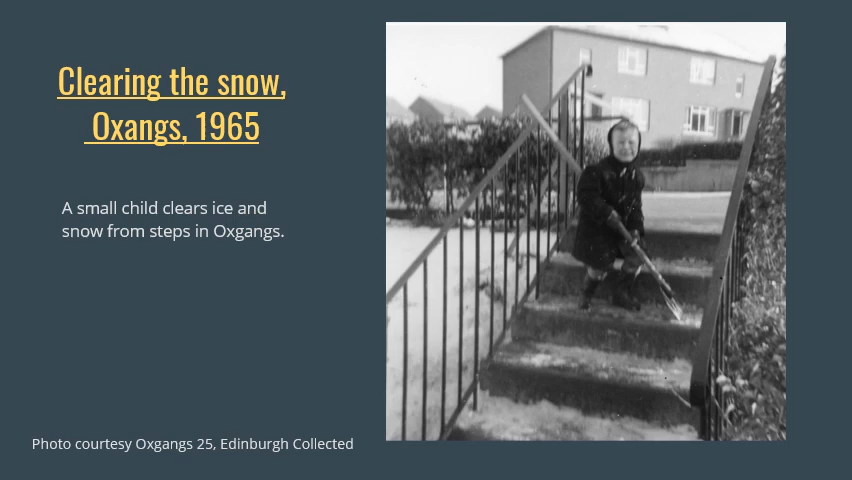 Clearing the snow,
Oxangs, 1965
A small child clears ice and
snow from steps in Oxgangs.
Photo courtesy Oxgangs 25, Edinburgh Collected